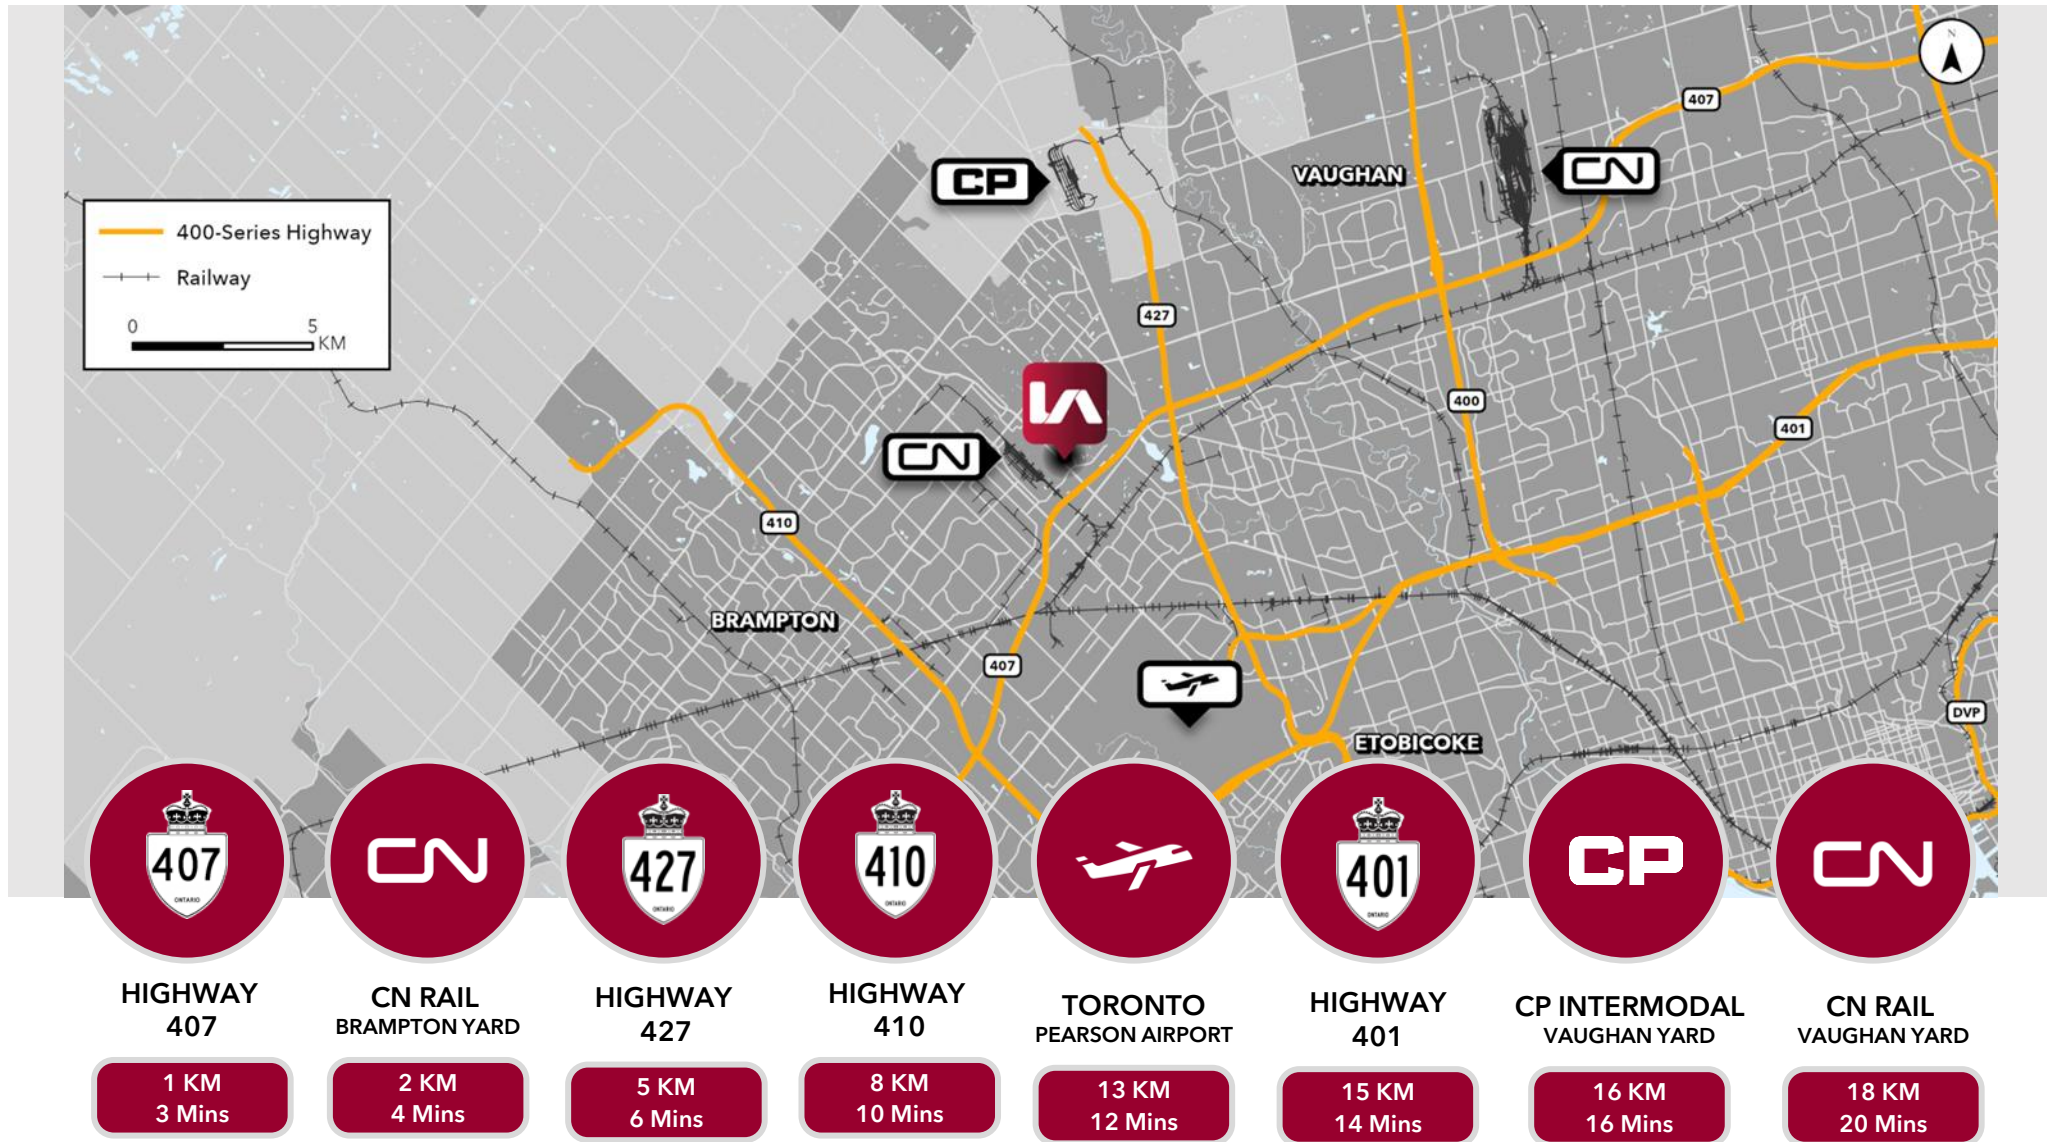 N
407
CP
VAUGHAN
CN
400-Series Highway
Railway
0 5
KM
427
400
CN
401
410
BRAMPTON
407
DVP
ETOBICOKE
407
ONTARIO
CN
427
ONTARIO
410
ONTARIO
401
ONTARIO
CP
CN
HIGHWAY
407
1 KM
3 Mins
CN RAIL
BRAMPTON YARD
2 KM
4 Mins
HIGHWAY
427
5 KM
6 Mins
HIGHWAY
410
8 KM
10 Mins
TORONTO
PEARSON AIRPORT
13 KM
12 Mins
HIGHWAY
401
15 KM
14 Mins
CP INTERMODAL
VAUGHAN YARD
16 KM
16 Mins
CN RAIL
VAUGHAN YARD
18 KM
20 Mins